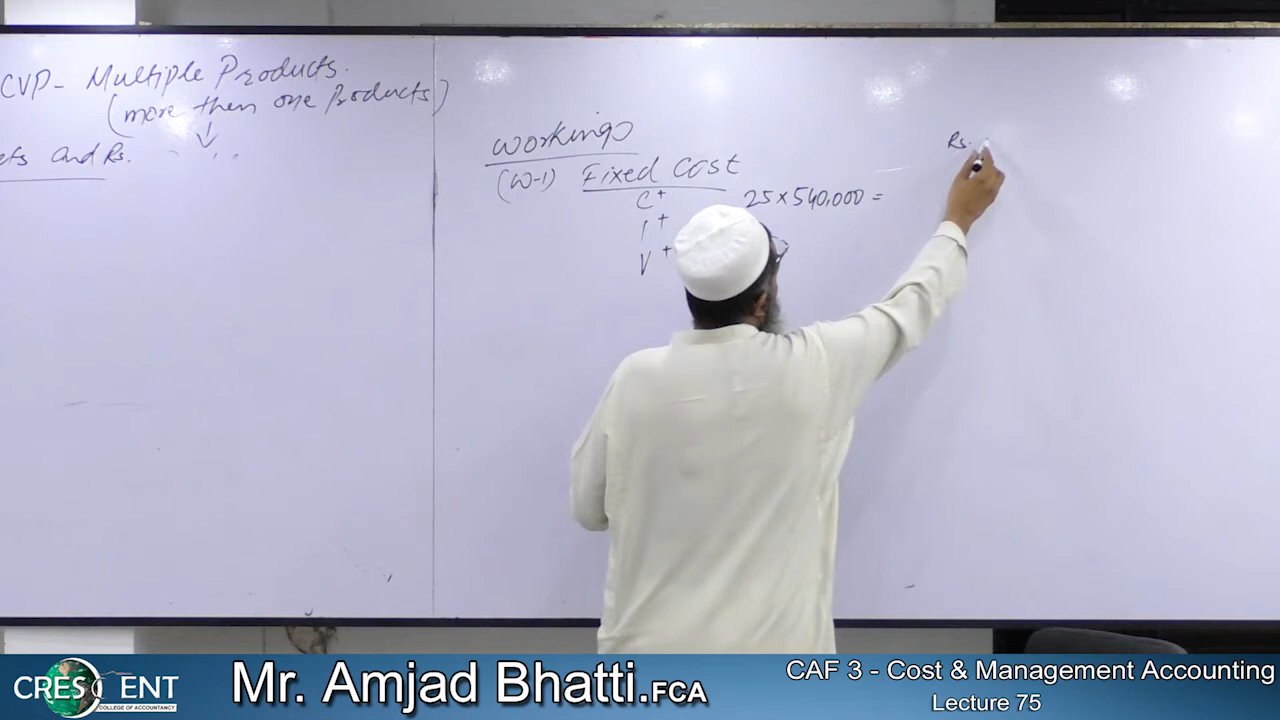 CVP- Multiple Products.
(more then one Products)
and Rs.
Workings
(W-1) Fixed Cost
C+ 25×540,000 =
I+
V+
Rs.
CRESCENT
COLLEGE OF ACCOUNTANCY
Mr. Amjad Bhatti.FCA
CAF 3 - Cost & Management Accounting
Lecture 75